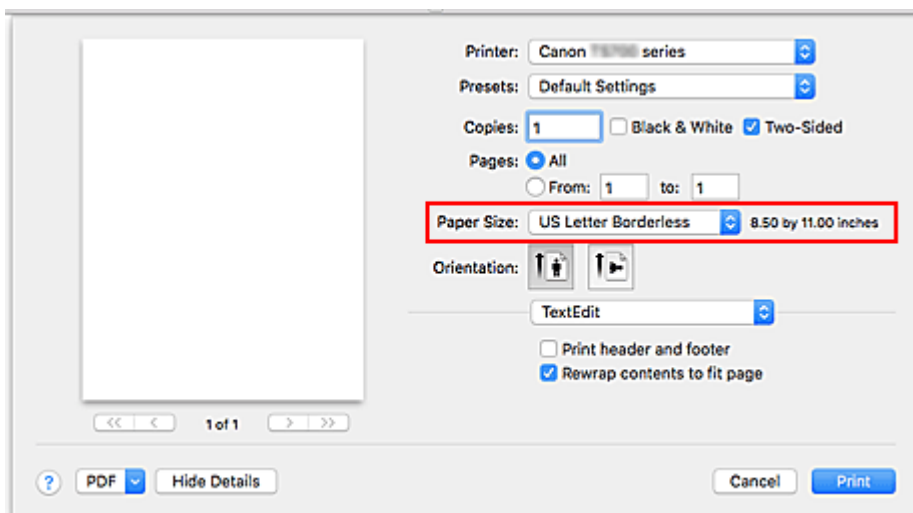 Printer: Canon series
Presets: Default Settings
Copies: 1 Black & White Two-Sided
Pages: All
From: 1 to: 1
Paper Size: US Letter Borderless 8.50 by 11.00 inches
Orientation:
TextEdit
Print header and footer
Rewrap contents to fit page
<< < 1 of 1 > >>
? PDF Hide Details Cancel Print